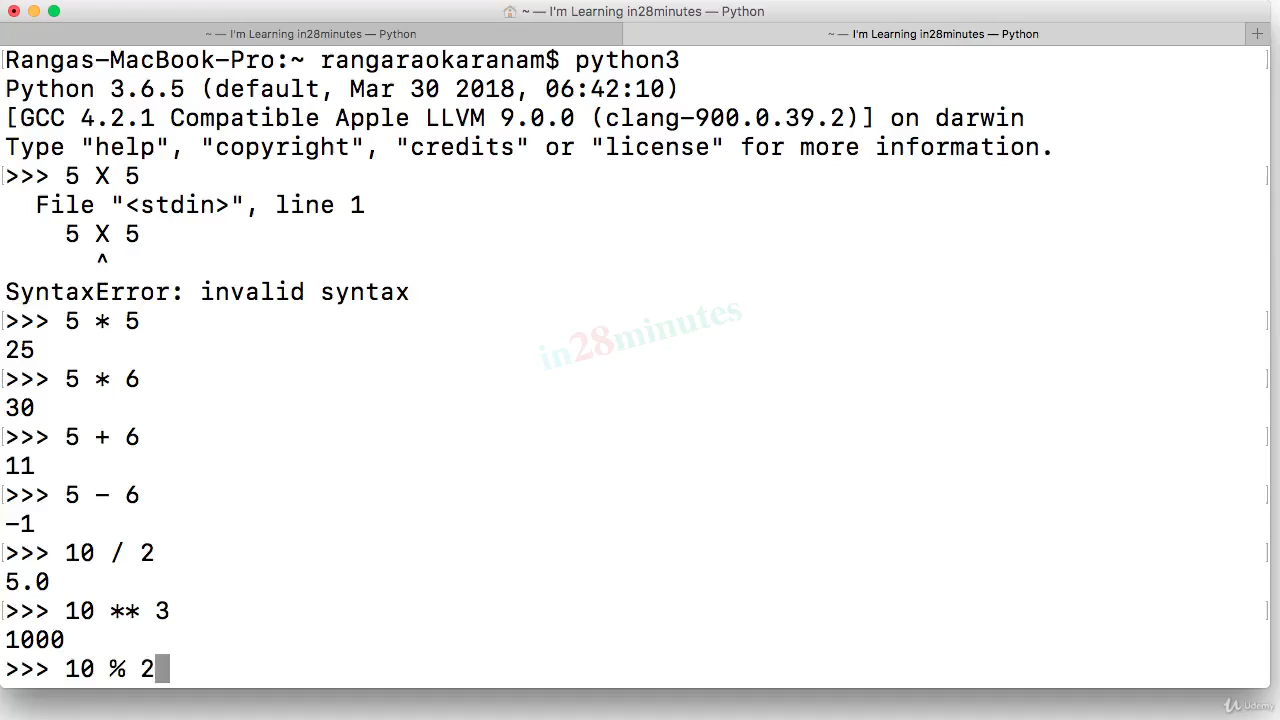 ~ — I'm Learning in28minutes — Python
~ — I'm Learning in28minutes — Python
~ — I'm Learning in28minutes — Python
Rangas-MacBook-Pro:~ rangaraokaranam$ python3
Python 3.6.5 (default, Mar 30 2018, 06:42:10)
[GCC 4.2.1 Compatible Apple LLVM 9.0.0 (clang-900.0.39.2)] on darwin
Type "help", "copyright", "credits" or "license" for more information.
>>> 5 X 5
  File "<stdin>", line 1
    5 X 5
      ^
SyntaxError: invalid syntax
>>> 5 * 5
25
>>> 5 * 6
30
>>> 5 + 6
11
>>> 5 - 6
-1
>>> 10 / 2
5.0
>>> 10 ** 3
1000
>>> 10 % 2
in28minutes
Udemy